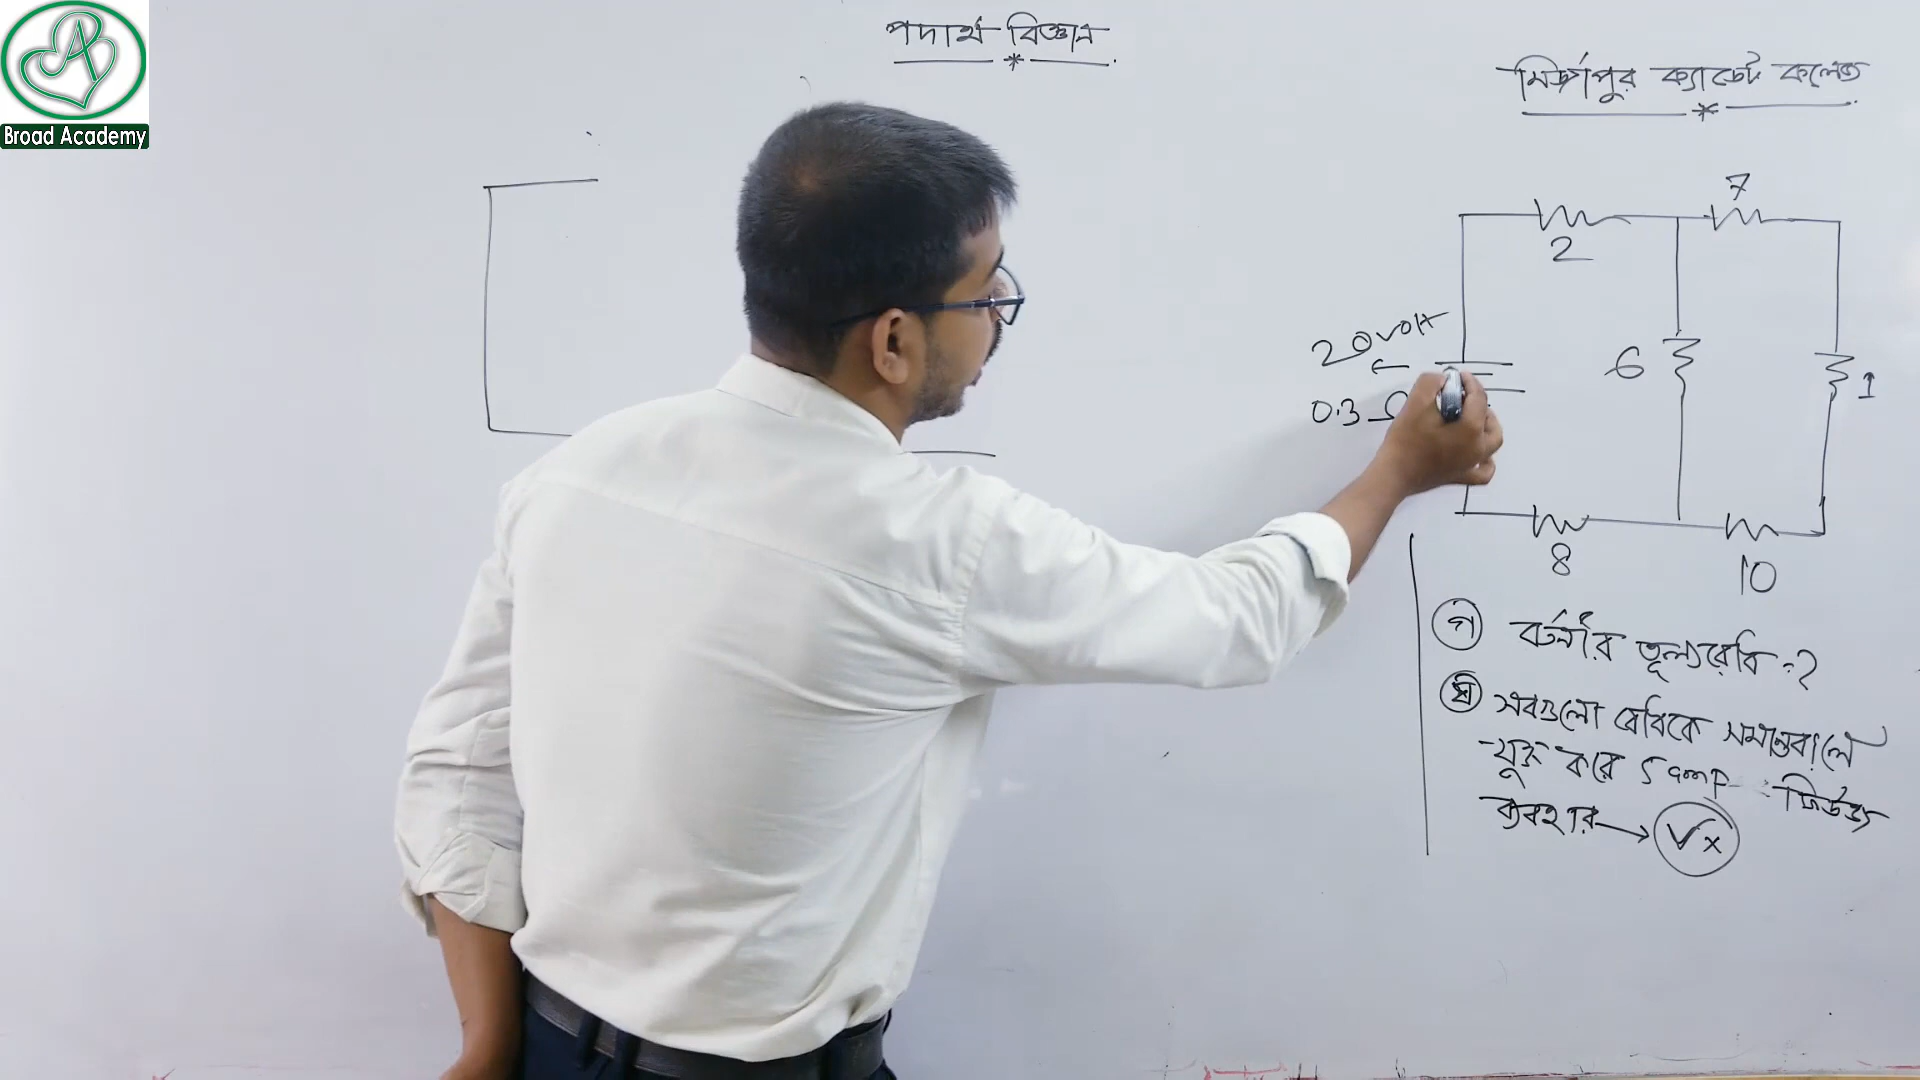 Broad Academy
পদার্থ বিজ্ঞান
মির্জাপুর ক্যাডেট কলেজ
7
2
20 volt
6
1
0.3 Ω
8
10
গ বর্তনীর তূল্যরোধ = ?
ঘ সবগুলো রোধকে সমান্তরালে
যুক্ত করে 5 amp ফিউজ
ব্যবহার → √x